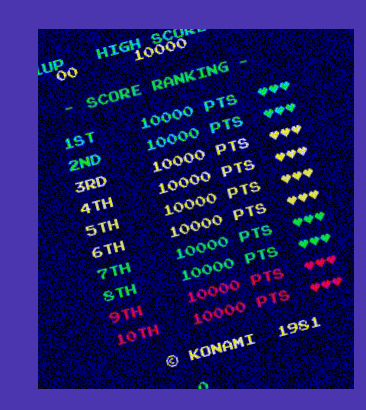 1UP HIGH SCORE
00 10000
- SCORE RANKING -
1ST 10000 PTS ♥♥♥
2ND 10000 PTS ♥♥♥
3RD 10000 PTS ♥♥♥
4TH 10000 PTS ♥♥♥
5TH 10000 PTS ♥♥♥
6TH 10000 PTS ♥♥♥
7TH 10000 PTS ♥♥♥
8TH 10000 PTS ♥♥♥
9TH 10000 PTS ♥♥♥
10TH 10000 PTS ♥♥♥
© KONAMI 1981